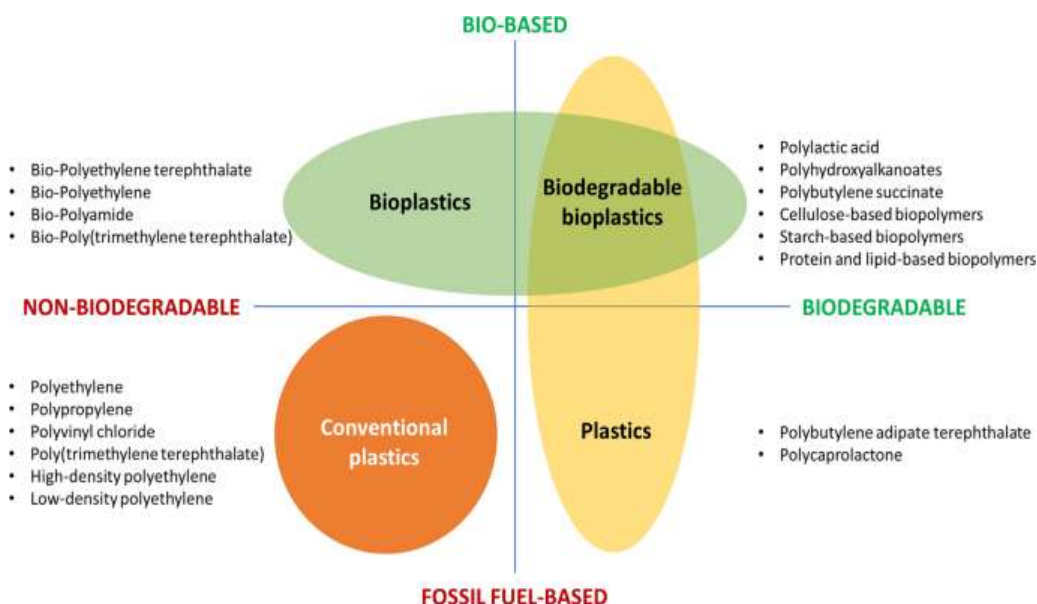 BIO-BASED
• Bio-Polyethylene terephthalate
• Bio-Polyethylene
• Bio-Polyamide
• Bio-Poly(trimethylene terephthalate)
Bioplastics
Biodegradable
bioplastics
• Polylactic acid
• Polyhydroxyalkanoates
• Polybutylene succinate
• Cellulose-based biopolymers
• Starch-based biopolymers
• Protein and lipid-based biopolymers
NON-BIODEGRADABLE
BIODEGRADABLE
• Polyethylene
• Polypropylene
• Polyvinyl chloride
• Poly(trimethylene terephthalate)
• High-density polyethylene
• Low-density polyethylene
Conventional
plastics
Plastics
• Polybutylene adipate terephthalate
• Polycaprolactone
FOSSIL FUEL-BASED